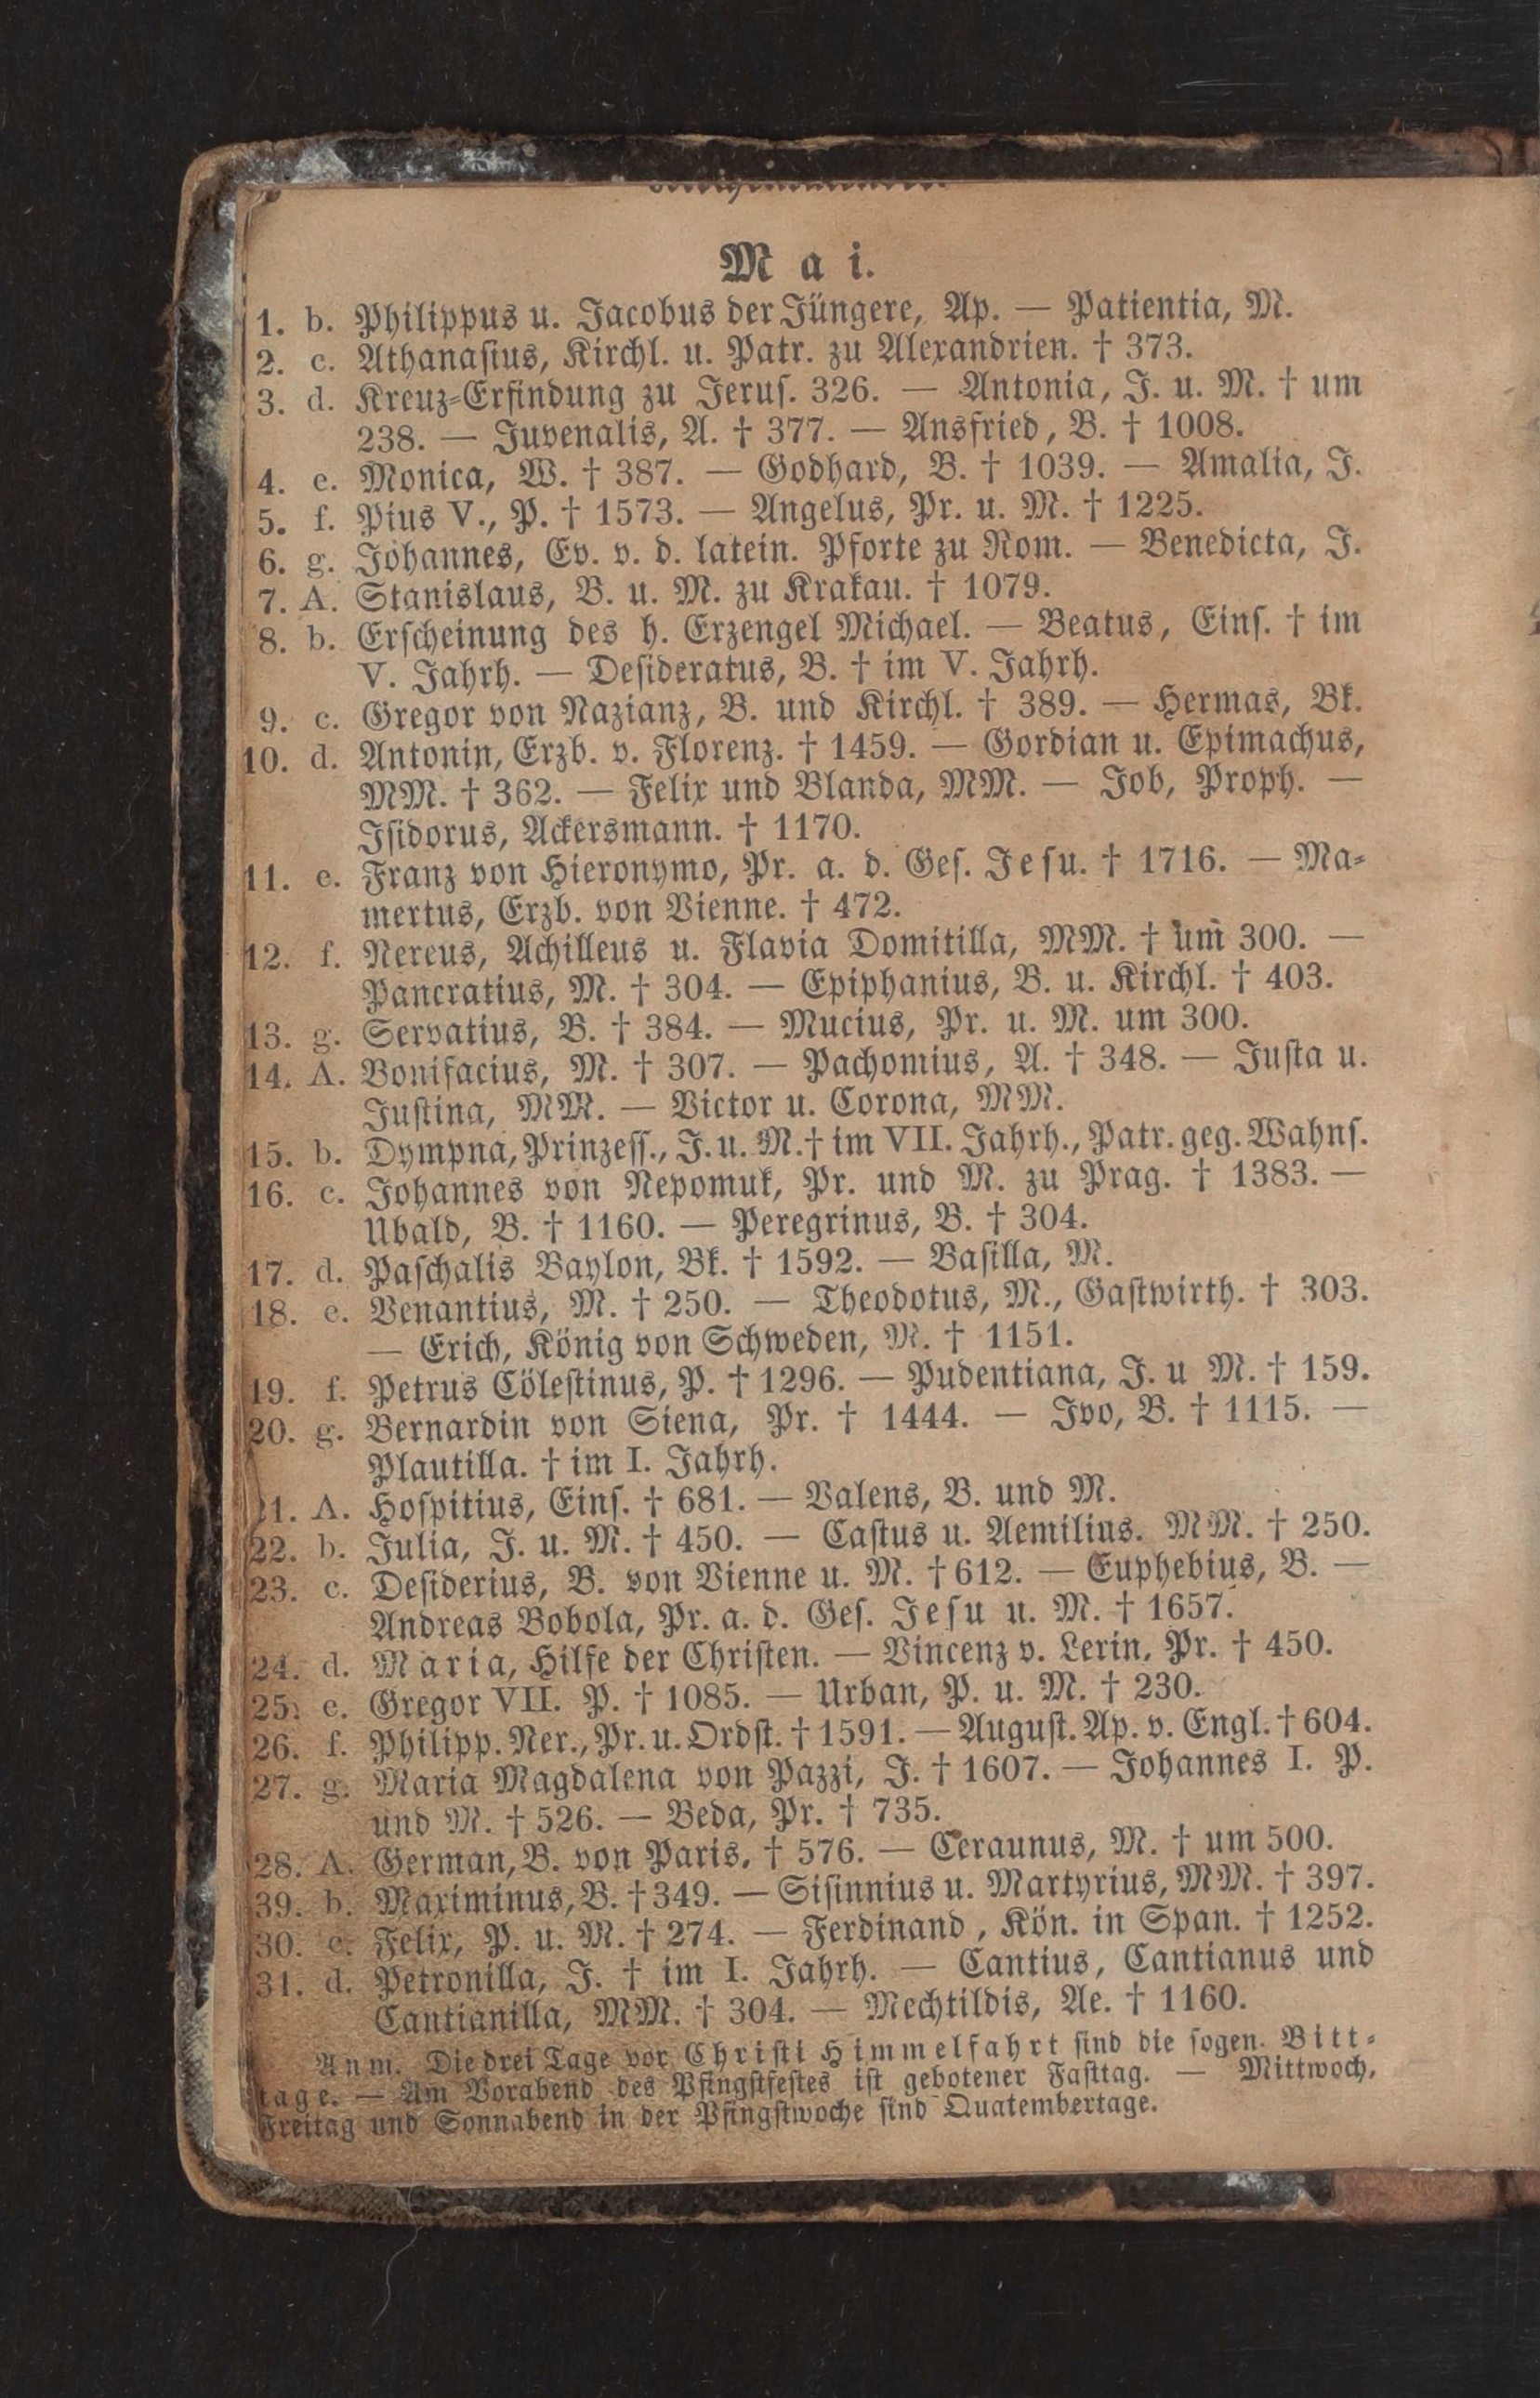 Mai.
1. b. Philippus u. Jacobus der Jüngere, Ap. — Patientia, M.
2. c. Athanasius, Kirchl. u. Patr. zu Alexandrien. † 373.
3. d. Kreuz-Erfindung zu Jerus. 326. — Antonia, J. u. M. † um
238. — Juvenalis, A. † 377. — Ansfried, B. † 1008.
4. e. Monica, W. † 387. — Godhard, B. † 1039. — Amalia, J.
5. f. Pius V., P. † 1573. — Angelus, Pr. u. M. † 1225.
6. g. Johannes, Ev. v. d. latein. Pforte zu Rom. — Benedicta, J.
7. A. Stanislaus, B. u. M. zu Krakau. † 1079.
8. b. Erscheinung des h. Erzengel Michael. — Beatus, Eins. † im
V. Jahrh. — Desideratus, B. † im V. Jahrh.
9. c. Gregor von Nazianz, B. und Kirchl. † 389. — Hermas, Bk.
10. d. Antonin, Erzb. v. Florenz. † 1459. — Gordian u. Epimachus,
MM. † 362. — Felix und Blanda, MM. — Job, Proph. —
Isidorus, Ackersmann. † 1170.
11. e. Franz von Hieronymo, Pr. a. d. Ges. Jesu. † 1716. — Ma-
mertus, Erzb. von Vienne. † 472.
12. f. Nereus, Achilleus u. Flavia Domitilla, MM. † um 300. —
Pancratius, M. † 304. — Epiphanius, B. u. Kirchl. † 403.
13. g. Servatius, B. † 384. — Mucius, Pr. u. M. um 300.
14. A. Bonifacius, M. † 307. — Pachomius, A. † 348. — Justa u.
Justina, MM. — Victor u. Corona, MM.
15. b. Dympna, Prinzess., J. u. M. † im VII. Jahrh., Patr. geg. Wahns.
16. c. Johannes von Nepomuk, Pr. und M. zu Prag. † 1383. —
Ubald, B. † 1160. — Peregrinus, B. † 304.
17. d. Paschalis Baylon, Bk. † 1592. — Basilla, M.
18. e. Venantius, M. † 250. — Theodotus, M., Gastwirth. † 303.
— Erich, König von Schweden, M. † 1151.
19. f. Petrus Cölestinus, P. † 1296. — Pudentiana, J. u M. † 159.
20. g. Bernardin von Siena, Pr. † 1444. — Ivo, B. † 1115. —
Plautilla. † im I. Jahrh.
21. A. Hospitius, Eins. † 681. — Valens, B. und M.
22. b. Julia, J. u. M. † 450. — Castus u. Aemilius. MM. † 250.
23. c. Desiderius, B. von Vienne u. M. † 612. — Euphebius, B. —
Andreas Bobola, Pr. a. d. Ges. Jesu u. M. † 1657.
24. d. Maria, Hilfe der Christen. — Vincenz v. Lerin, Pr. † 450.
25. e. Gregor VII. P. † 1085. — Urban, P. u. M. † 230.
26. f. Philipp. Ner., Pr. u. Ordst. † 1591. — August. Ap. v. Engl. † 604.
27. g. Maria Magdalena von Pazzi, J. † 1607. — Johannes I. P.
und M. † 526. — Beda, Pr. † 735.
28. A. German, B. von Paris. † 576. — Ceraunus, M. † um 500.
39. b. Maximinus, B. † 349. — Sisinnius u. Martyrius, MM. † 397.
30. c. Felix, P. u. M. † 274. — Ferdinand, Kön. in Span. † 1252.
31. d. Petronilla, J. † im I. Jahrh. — Cantius, Cantianus und
Cantianilla, MM. † 304. — Mechtildis, Ae. † 1160.
Anm. Die drei Tage vor Christi Himmelfahrt sind die sogen. Bitt-
tage. — Am Vorabend des Pfingstfestes ist gebotener Fasttag. — Mittwoch,
Freitag und Sonnabend in der Pfingstwoche sind Quatembertage.